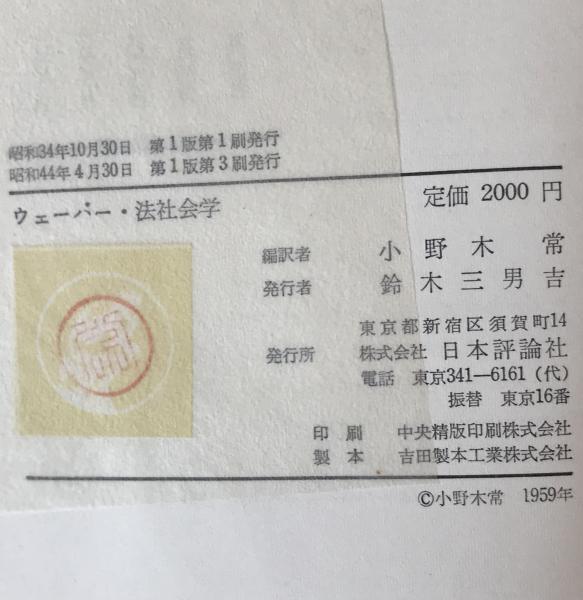 昭和34年10月30日 第1版第1刷発行
昭和44年4月30日 第1版第3刷発行
ウェーバー・法社会学
定価 2000 円
編訳者 小野木 常
発行者 鈴木三男吉
東京都新宿区須賀町14
発行所 株式会社 日本評論社
電話 東京341—6161(代)
振替 東京16番
印刷 中央精版印刷株式会社
製本 吉田製本工業株式会社
©小野木常 1959年